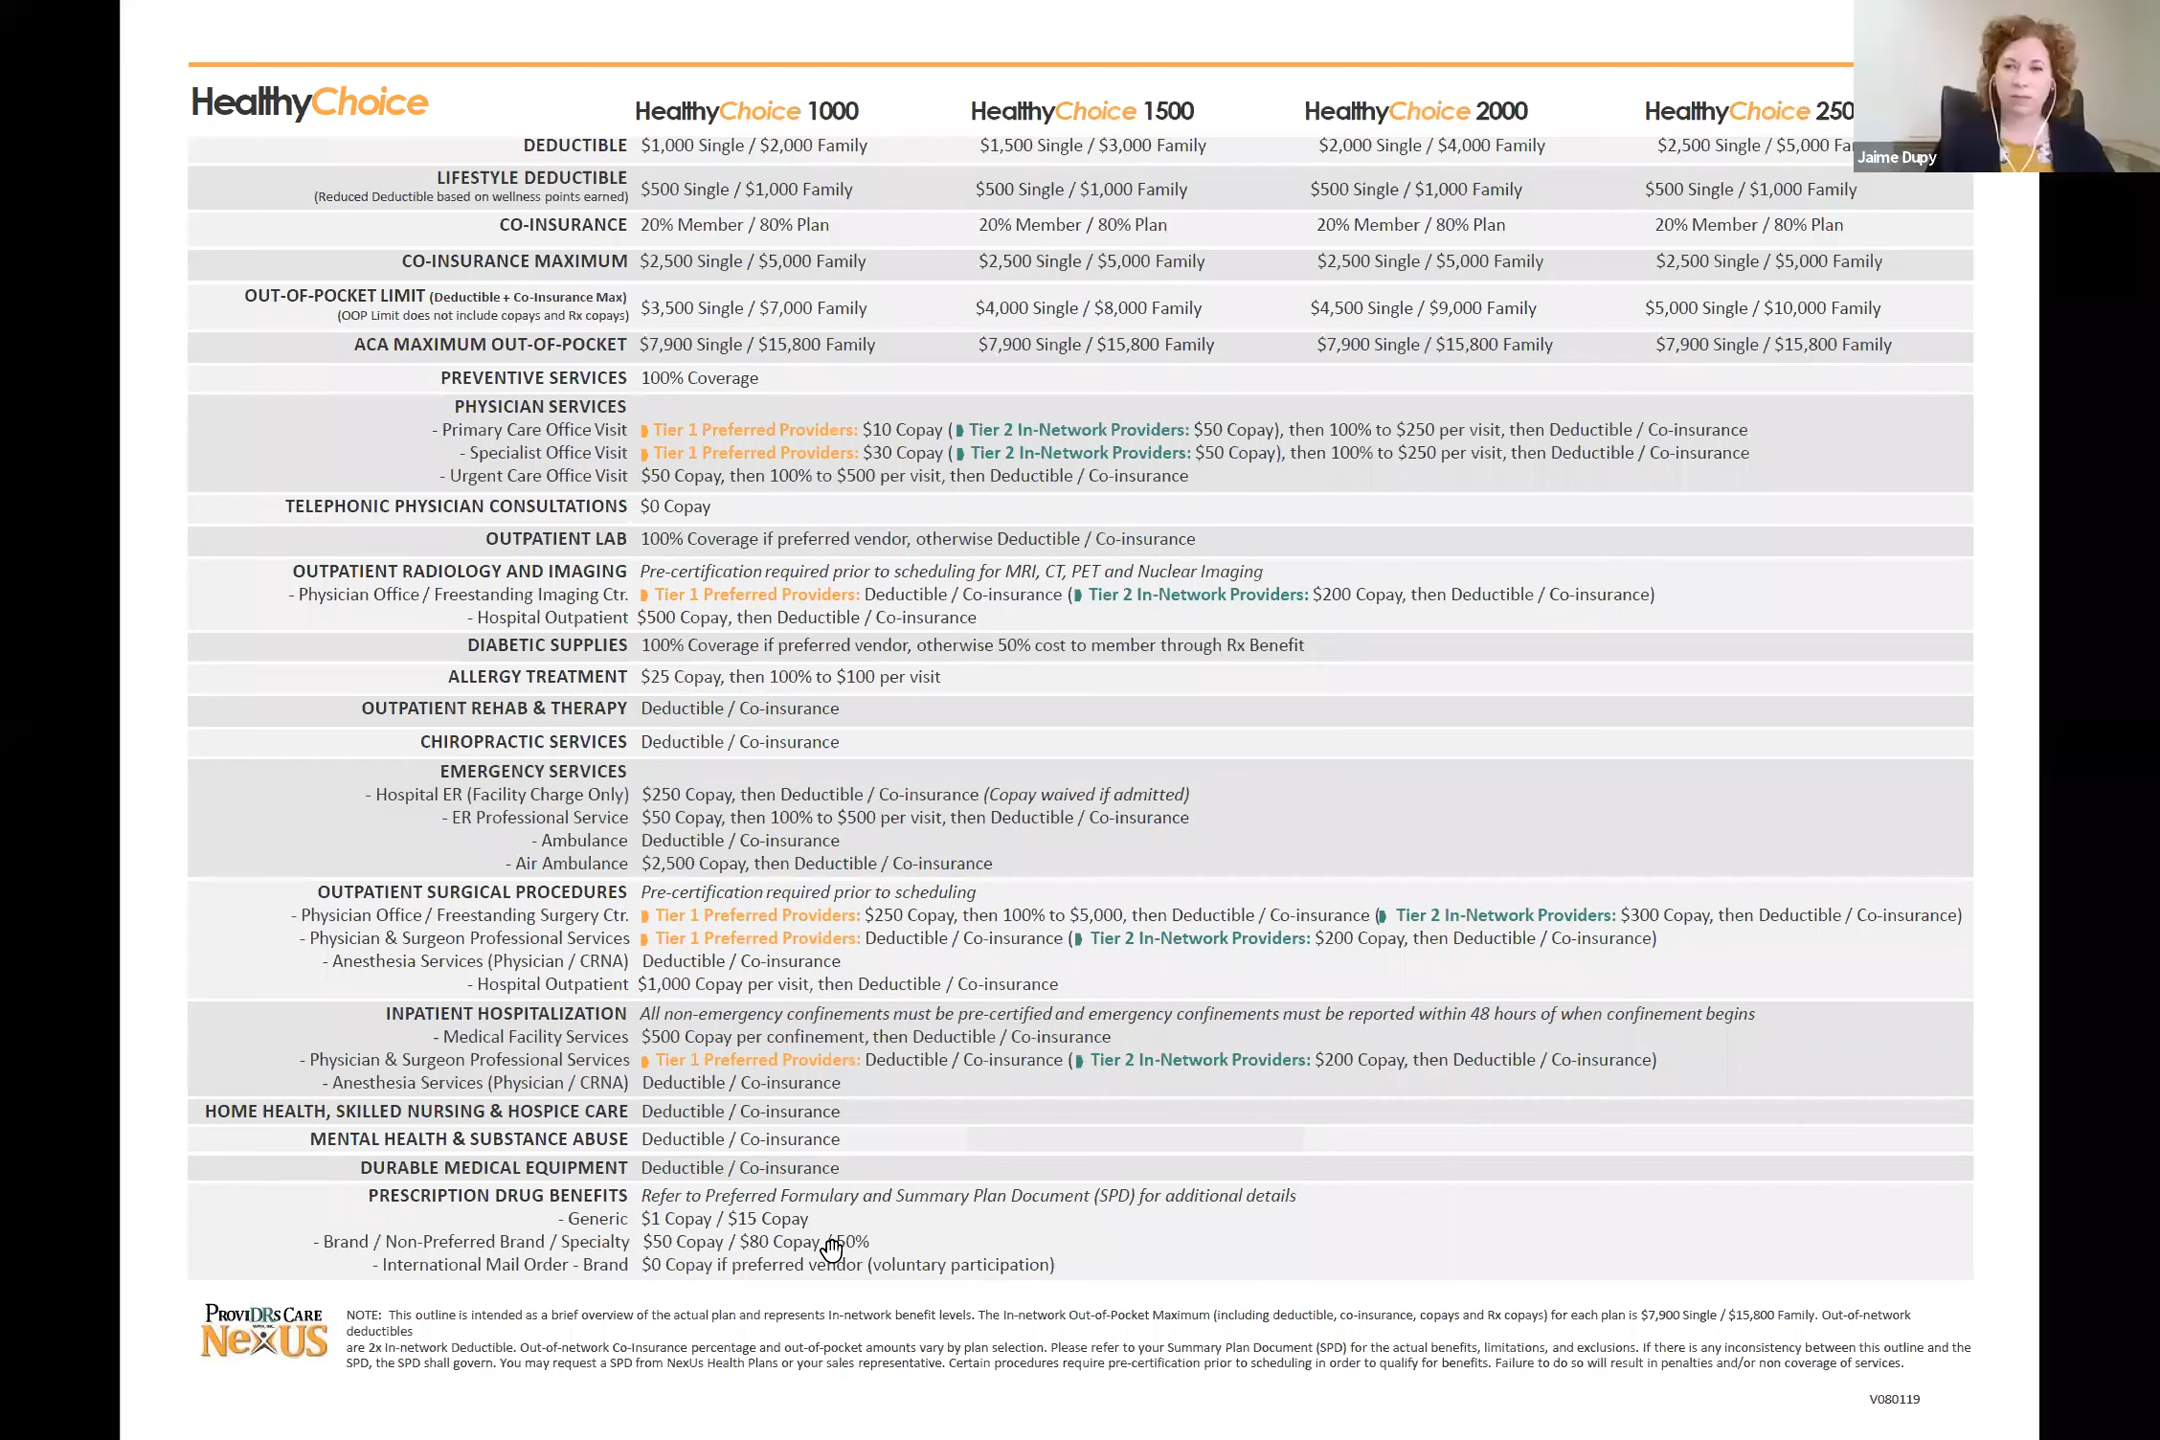 HealthyChoice HealthyChoice 1000 HealthyChoice 1500 HealthyChoice 2000 HealthyChoice 250
Jaime Dupy
DEDUCTIBLE $1,000 Single / $2,000 Family $1,500 Single / $3,000 Family $2,000 Single / $4,000 Family $2,500 Single / $5,000 Fa
LIFESTYLE DEDUCTIBLE
(Reduced Deductible based on wellness points earned) $500 Single / $1,000 Family $500 Single / $1,000 Family $500 Single / $1,000 Family $500 Single / $1,000 Family
CO-INSURANCE 20% Member / 80% Plan 20% Member / 80% Plan 20% Member / 80% Plan 20% Member / 80% Plan
CO-INSURANCE MAXIMUM $2,500 Single / $5,000 Family $2,500 Single / $5,000 Family $2,500 Single / $5,000 Family $2,500 Single / $5,000 Family
OUT-OF-POCKET LIMIT (Deductible + Co-Insurance Max)
(OOP Limit does not include copays and Rx copays) $3,500 Single / $7,000 Family $4,000 Single / $8,000 Family $4,500 Single / $9,000 Family $5,000 Single / $10,000 Family
ACA MAXIMUM OUT-OF-POCKET $7,900 Single / $15,800 Family $7,900 Single / $15,800 Family $7,900 Single / $15,800 Family $7,900 Single / $15,800 Family
PREVENTIVE SERVICES 100% Coverage
PHYSICIAN SERVICES
- Primary Care Office Visit Tier 1 Preferred Providers: $10 Copay (Tier 2 In-Network Providers: $50 Copay), then 100% to $250 per visit, then Deductible / Co-insurance
- Specialist Office Visit Tier 1 Preferred Providers: $30 Copay (Tier 2 In-Network Providers: $50 Copay), then 100% to $250 per visit, then Deductible / Co-insurance
- Urgent Care Office Visit $50 Copay, then 100% to $500 per visit, then Deductible / Co-insurance
TELEPHONIC PHYSICIAN CONSULTATIONS $0 Copay
OUTPATIENT LAB 100% Coverage if preferred vendor, otherwise Deductible / Co-insurance
OUTPATIENT RADIOLOGY AND IMAGING Pre-certification required prior to scheduling for MRI, CT, PET and Nuclear Imaging
- Physician Office / Freestanding Imaging Ctr. Tier 1 Preferred Providers: Deductible / Co-insurance (Tier 2 In-Network Providers: $200 Copay, then Deductible / Co-insurance)
- Hospital Outpatient $500 Copay, then Deductible / Co-insurance
DIABETIC SUPPLIES 100% Coverage if preferred vendor, otherwise 50% cost to member through Rx Benefit
ALLERGY TREATMENT $25 Copay, then 100% to $100 per visit
OUTPATIENT REHAB & THERAPY Deductible / Co-insurance
CHIROPRACTIC SERVICES Deductible / Co-insurance
EMERGENCY SERVICES
- Hospital ER (Facility Charge Only) $250 Copay, then Deductible / Co-insurance (Copay waived if admitted)
- ER Professional Service $50 Copay, then 100% to $500 per visit, then Deductible / Co-insurance
- Ambulance Deductible / Co-insurance
- Air Ambulance $2,500 Copay, then Deductible / Co-insurance
OUTPATIENT SURGICAL PROCEDURES Pre-certification required prior to scheduling
- Physician Office / Freestanding Surgery Ctr. Tier 1 Preferred Providers: $250 Copay, then 100% to $5,000, then Deductible / Co-insurance (Tier 2 In-Network Providers: $300 Copay, then Deductible / Co-insurance)
- Physician & Surgeon Professional Services Tier 1 Preferred Providers: Deductible / Co-insurance (Tier 2 In-Network Providers: $200 Copay, then Deductible / Co-insurance)
- Anesthesia Services (Physician / CRNA) Deductible / Co-insurance
- Hospital Outpatient $1,000 Copay per visit, then Deductible / Co-insurance
INPATIENT HOSPITALIZATION All non-emergency confinements must be pre-certified and emergency confinements must be reported within 48 hours of when confinement begins
- Medical Facility Services $500 Copay per confinement, then Deductible / Co-insurance
- Physician & Surgeon Professional Services Tier 1 Preferred Providers: Deductible / Co-insurance (Tier 2 In-Network Providers: $200 Copay, then Deductible / Co-insurance)
- Anesthesia Services (Physician / CRNA) Deductible / Co-insurance
HOME HEALTH, SKILLED NURSING & HOSPICE CARE Deductible / Co-insurance
MENTAL HEALTH & SUBSTANCE ABUSE Deductible / Co-insurance
DURABLE MEDICAL EQUIPMENT Deductible / Co-insurance
PRESCRIPTION DRUG BENEFITS Refer to Preferred Formulary and Summary Plan Document (SPD) for additional details
- Generic $1 Copay / $15 Copay
- Brand / Non-Preferred Brand / Specialty $50 Copay / $80 Copay / 50%
- International Mail Order - Brand $0 Copay if preferred vendor (voluntary participation)
PROVIDRS CARE
NEXUS
NOTE: This outline is intended as a brief overview of the actual plan and represents In-network benefit levels. The In-network Out-of-Pocket Maximum (including deductible, co-insurance, copays and Rx copays) for each plan is $7,900 Single / $15,800 Family. Out-of-network
deductibles
are 2x In-network Deductible. Out-of-network Co-Insurance percentage and out-of-pocket amounts vary by plan selection. Please refer to your Summary Plan Document (SPD) for the actual benefits, limitations, and exclusions. If there is any inconsistency between this outline and the
SPD, the SPD shall govern. You may request a SPD from NexUs Health Plans or your sales representative. Certain procedures require pre-certification prior to scheduling in order to qualify for benefits. Failure to do so will result in penalties and/or non coverage of services.
V080119